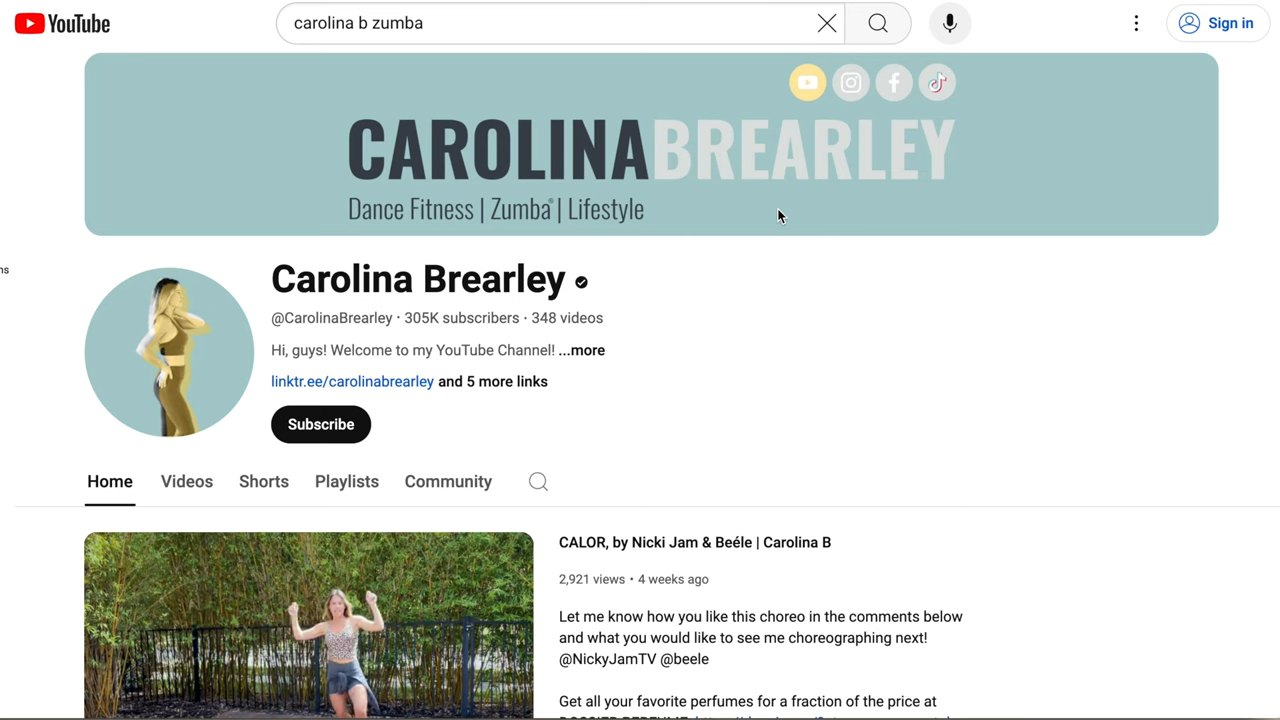 YouTube
carolina b zumba
Sign in
CAROLINABREARLEY
Dance Fitness | Zumba® | Lifestyle
ns
Carolina Brearley
@CarolinaBrearley · 305K subscribers · 348 videos
Hi, guys! Welcome to my YouTube Channel! ...more
linktr.ee/carolinabrearley and 5 more links
Subscribe
Home Videos Shorts Playlists Community
CALOR, by Nicki Jam & Beéle | Carolina B
2,921 views • 4 weeks ago
Let me know how you like this choreo in the comments below
and what you would like to see me choreographing next!
@NickyJamTV @beele
Get all your favorite perfumes for a fraction of the price at